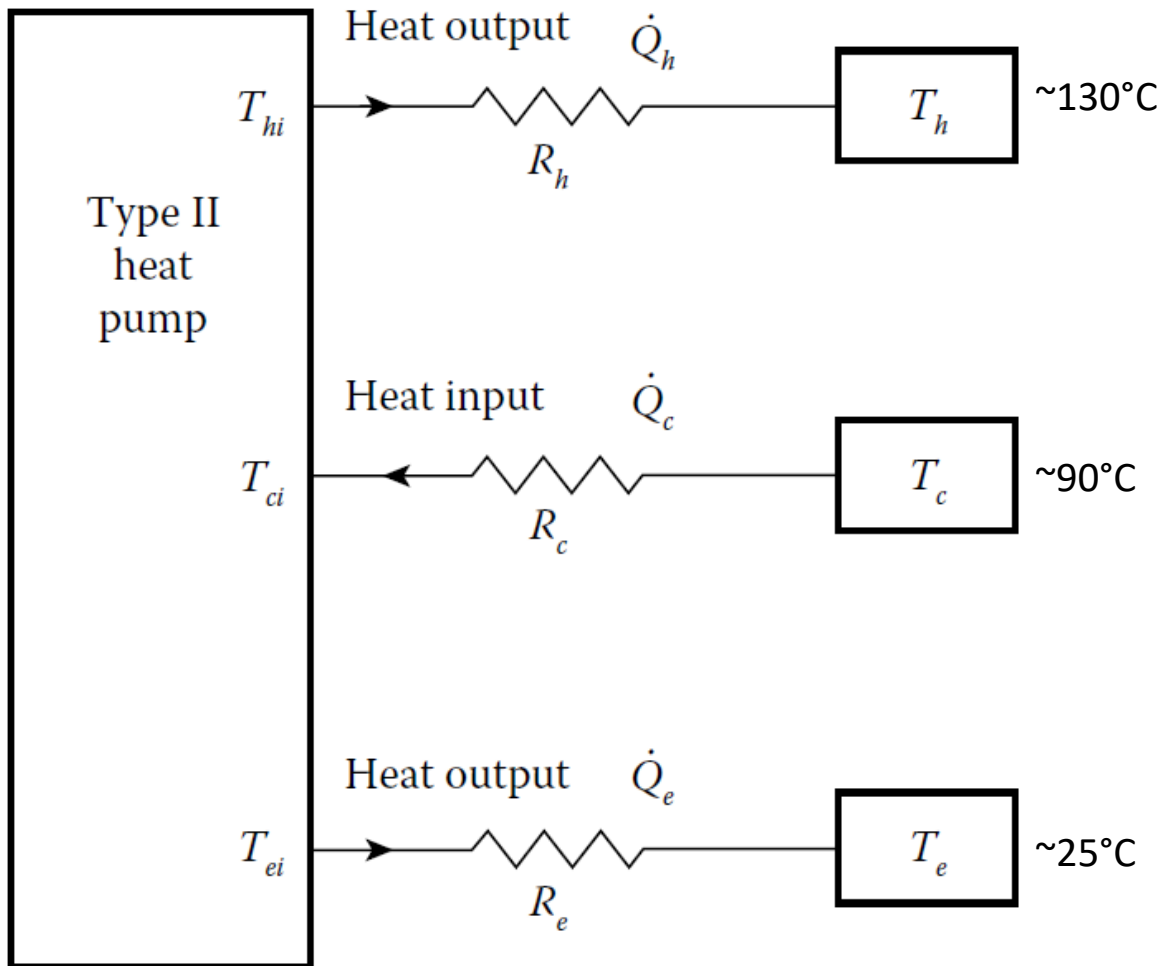 Heat output Q̇h
Thi
Rh
Th
~130°C
Type II
heat
pump
Heat input Q̇c
Tci
Rc
Tc
~90°C
Heat output Q̇e
Tei
Re
Te
~25°C